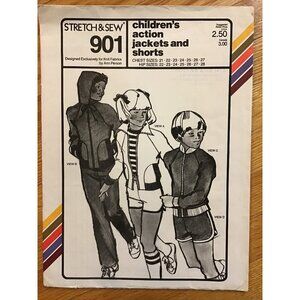 STRETCH & SEW
901
Designed Exclusively for Knit Fabrics
by Ann Person
children's
action
jackets and
shorts
CHEST SIZES: 21 - 22 - 23 - 24 - 25 - 26 - 27
HIP SIZES: 22 - 23 - 24 - 25 - 26 - 27 - 28
2.50
3.00
VIEW A
VIEW B
VIEW C
VIEW D